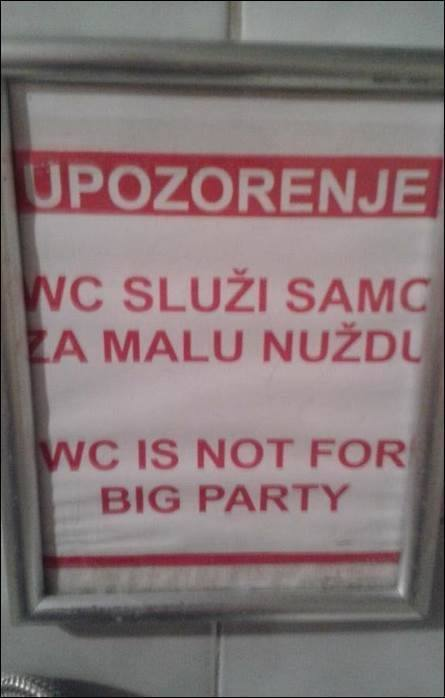 UPOZORENJE
WC SLUŽI SAMO
ZA MALU NUŽDU
WC IS NOT FOR
BIG PARTY